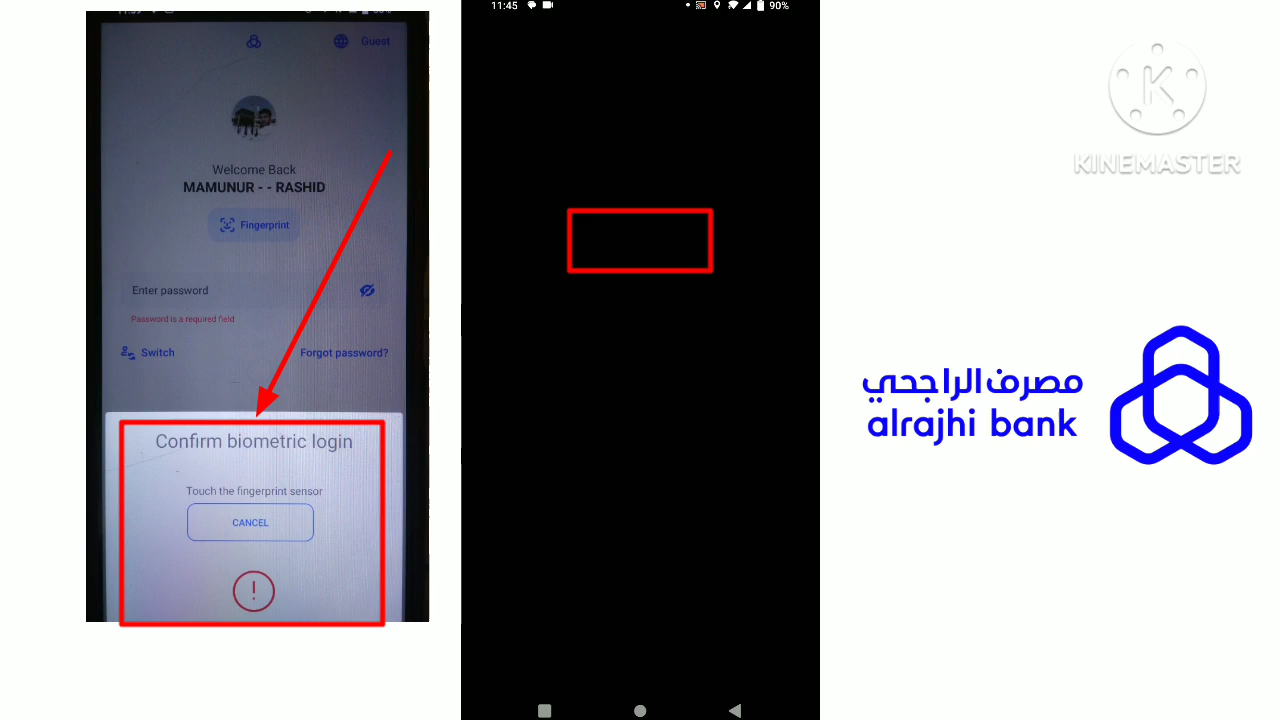 Guest
Welcome Back
MAMUNUR - - RASHID
Fingerprint
Enter password
Password is a required field
Switch
Forgot password?
Confirm biometric login
Touch the fingerprint sensor
CANCEL
11:45
90%
KINEMASTER
مصرف الراجحي
alrajhi bank